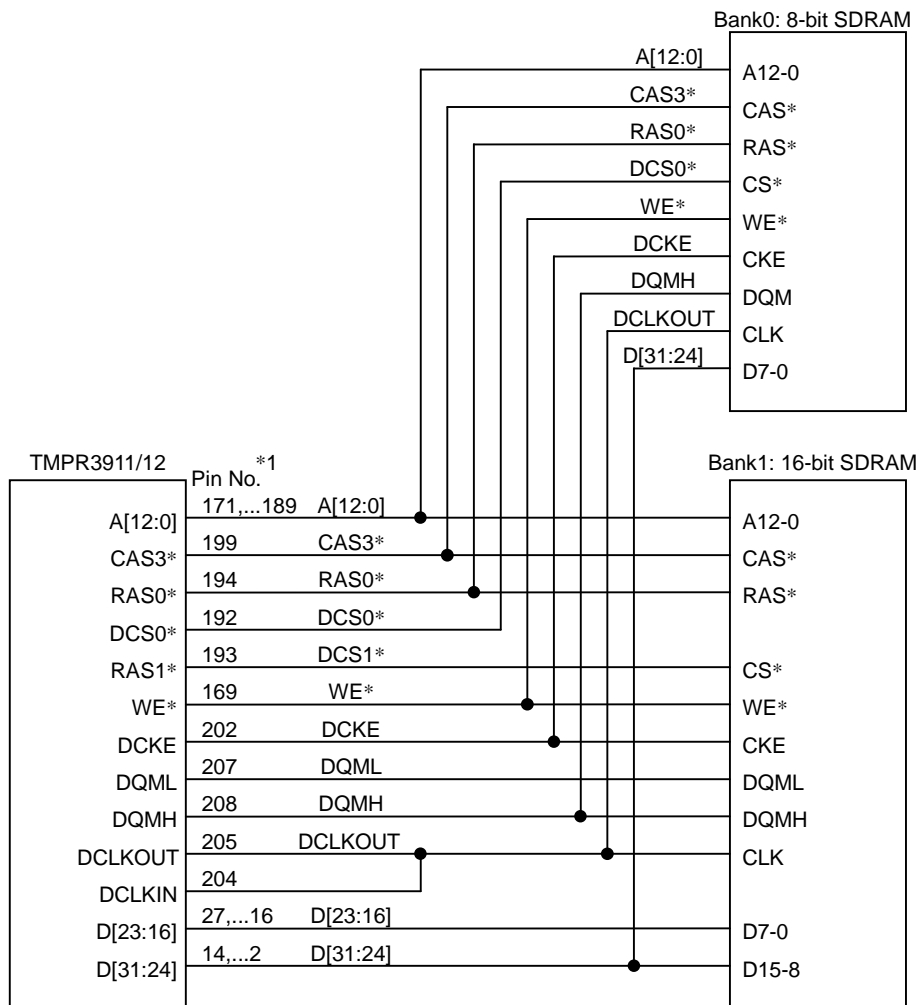 Bank0: 8-bit SDRAM
A[12:0] A12-0
CAS3* CAS*
RAS0* RAS*
DCS0* CS*
WE* WE*
DCKE CKE
DQMH DQM
DCLKOUT CLK
D[31:24] D7-0
TMPR3911/12 Pin No. *1 Bank1: 16-bit SDRAM
A[12:0] 171,...189 A[12:0] A12-0
CAS3* 199 CAS3* CAS*
RAS0* 194 RAS0* RAS*
DCS0* 192 DCS0*
RAS1* 193 DCS1* CS*
WE* 169 WE* WE*
DCKE 202 DCKE CKE
DQML 207 DQML DQML
DQMH 208 DQMH DQMH
DCLKOUT 205 DCLKOUT CLK
DCLKIN 204
D[23:16] 27,...16 D[23:16] D7-0
D[31:24] 14,...2 D[31:24] D15-8